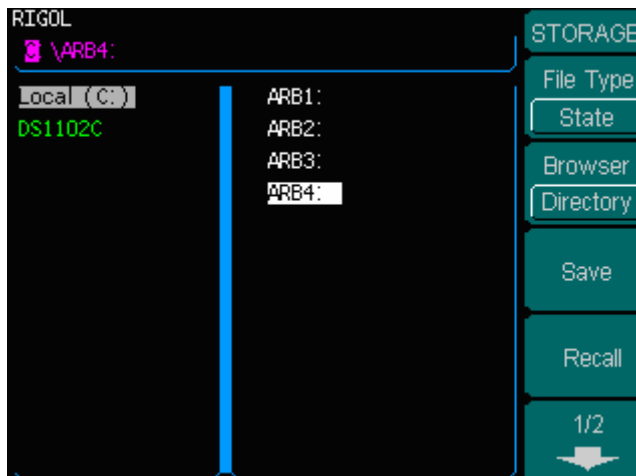 RIGOL
C \ARB4:
Local (C:)
DS1102C
ARB1:
ARB2:
ARB3:
ARB4:
STORAGE
File Type
State
Browser
Directory
Save
Recall
1/2